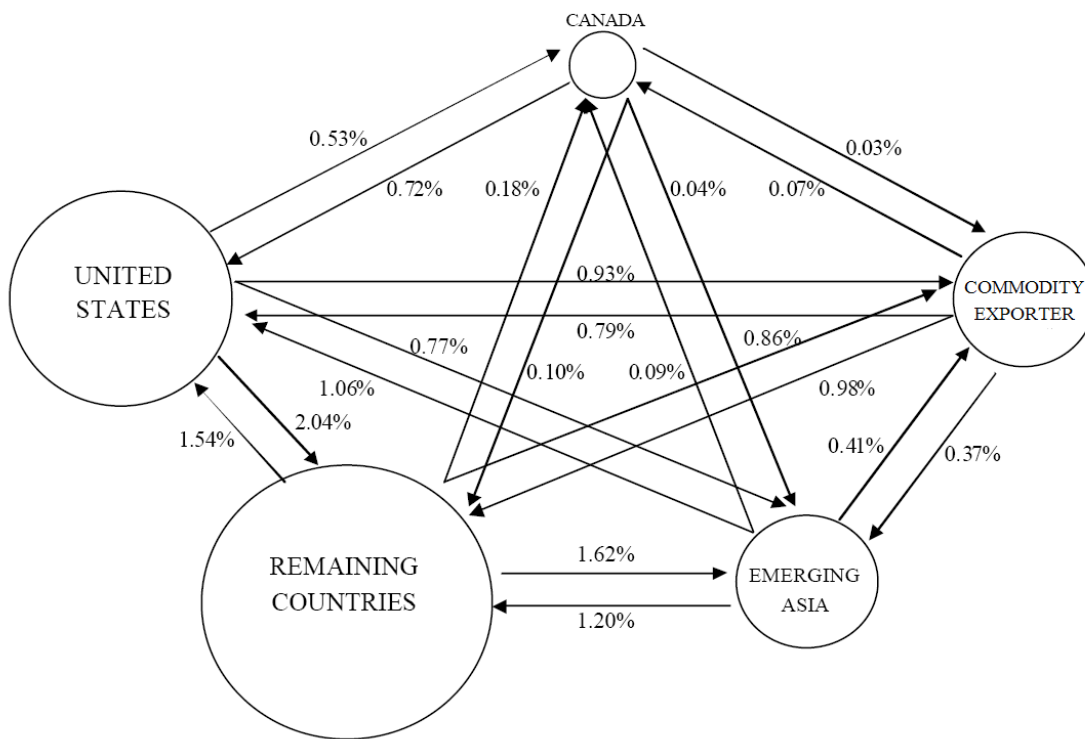 CANADA
0.53%
0.03%
0.72%
0.18%
0.04%
0.07%
UNITED
STATES
0.93%
COMMODITY
EXPORTER
0.77%
0.79%
0.86%
1.06%
0.10%
0.09%
0.98%
2.04%
1.54%
0.41%
0.37%
REMAINING
COUNTRIES
1.62%
EMERGING
ASIA
1.20%